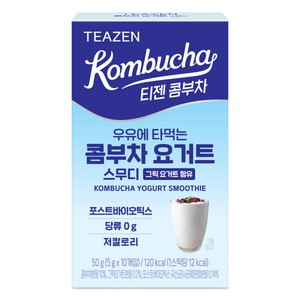 TEAZEN
Kombucha
티젠 콤부차
우유에 타먹는
콤부차 요거트
스무디 그릭 요거트 함유
KOMBUCHA YOGURT SMOOTHIE
포스트바이오틱스
당류 0 g
저칼로리
50 g (5 g x 10개입) / 120 kcal (1스틱당 12 kcal)